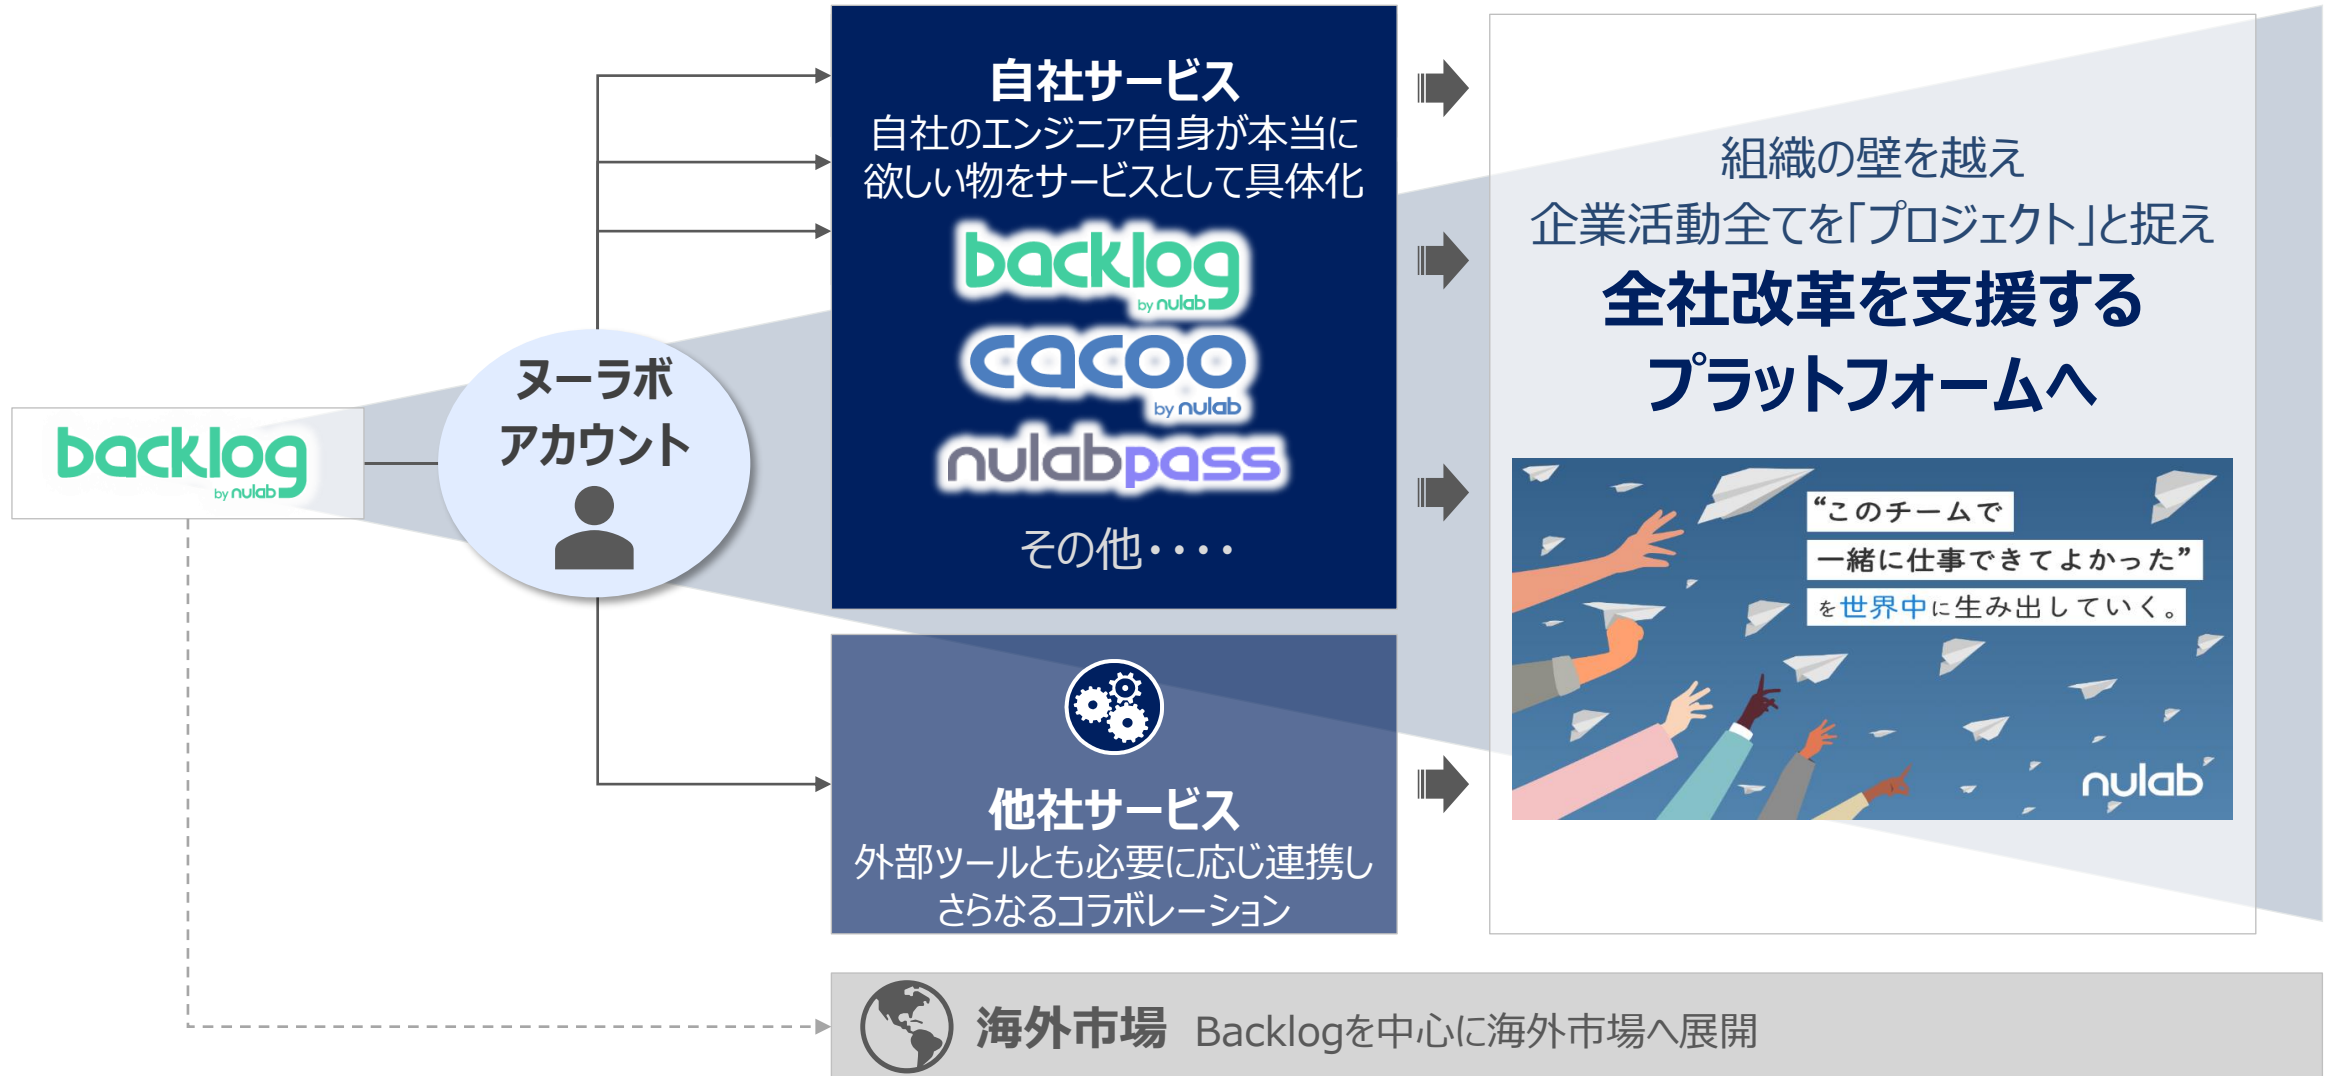 backlog
by nulab
ヌーラボ
アカウント
自社サービス
自社のエンジニア自身が本当に
欲しい物をサービスとして具体化
backlog
by nulab
cacoo
by nulab
nulabpass
その他・・・・
他社サービス
外部ツールとも必要に応じ連携し
さらなるコラボレーション
組織の壁を越え
企業活動全てを「プロジェクト」と捉え
全社改革を支援する
プラットフォームへ
“このチームで
一緒に仕事できてよかった”
を世界中に生み出していく。
nulab
海外市場 Backlogを中心に海外市場へ展開